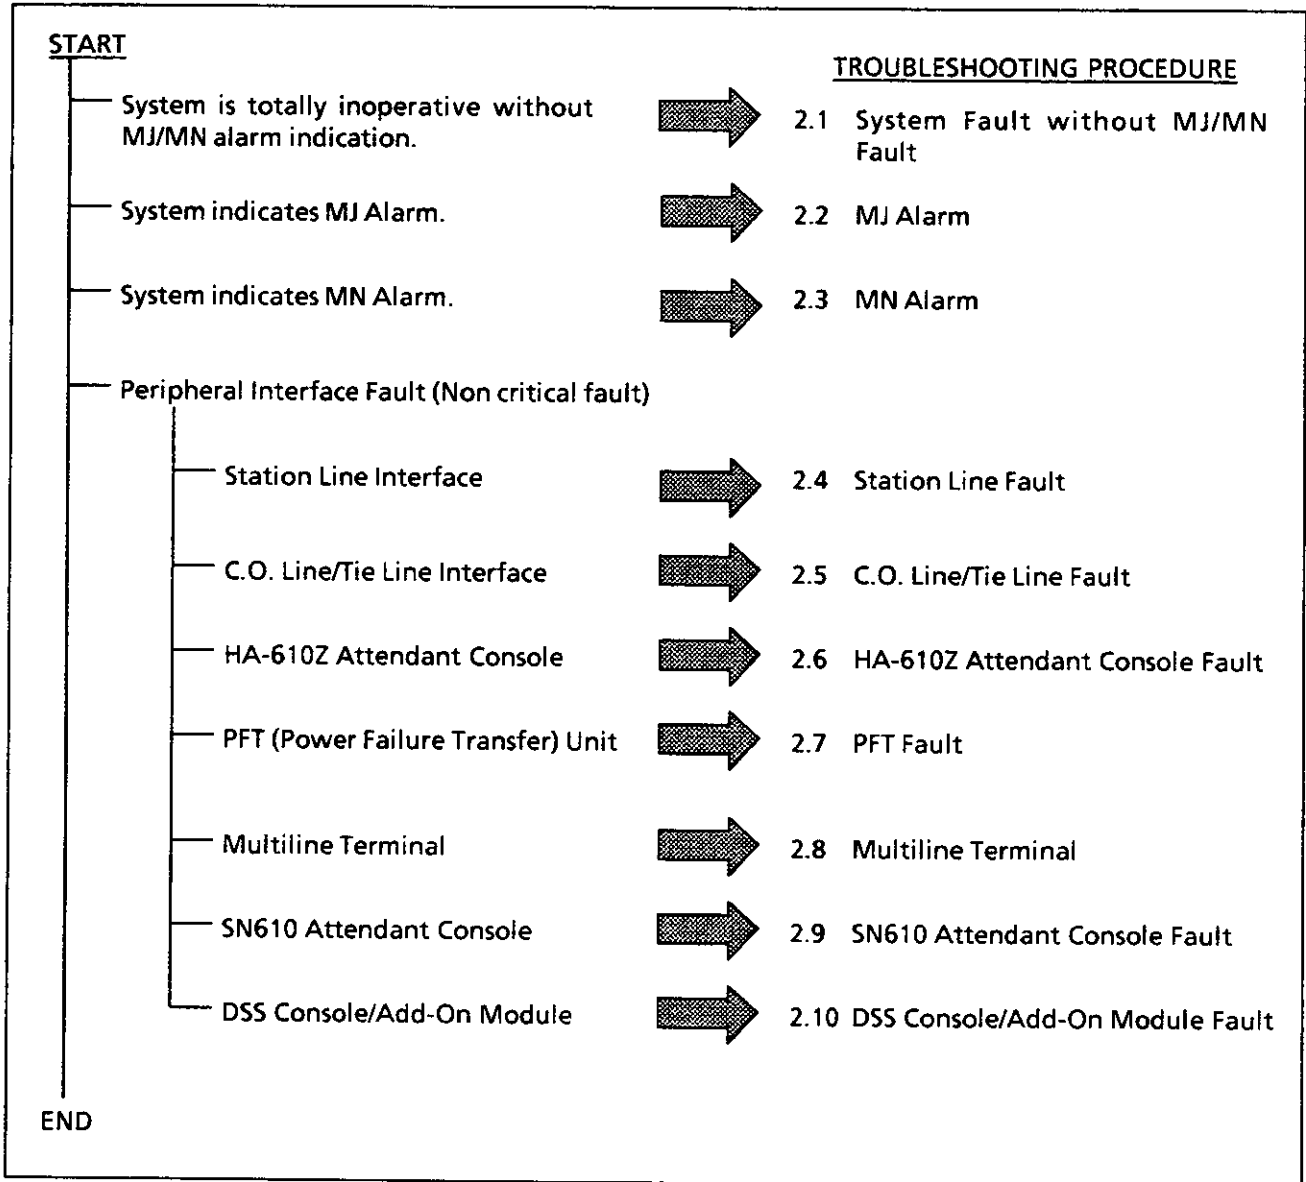 START
TROUBLESHOOTING PROCEDURE
System is totally inoperative without
MJ/MN alarm indication.
2.1 System Fault without MJ/MN
Fault
System indicates MJ Alarm.
2.2 MJ Alarm
System indicates MN Alarm.
2.3 MN Alarm
Peripheral Interface Fault (Non critical fault)
Station Line Interface
2.4 Station Line Fault
C.O. Line/Tie Line Interface
2.5 C.O. Line/Tie Line Fault
HA-610Z Attendant Console
2.6 HA-610Z Attendant Console Fault
PFT (Power Failure Transfer) Unit
2.7 PFT Fault
Multiline Terminal
2.8 Multiline Terminal
SN610 Attendant Console
2.9 SN610 Attendant Console Fault
DSS Console/Add-On Module
2.10 DSS Console/Add-On Module Fault
END